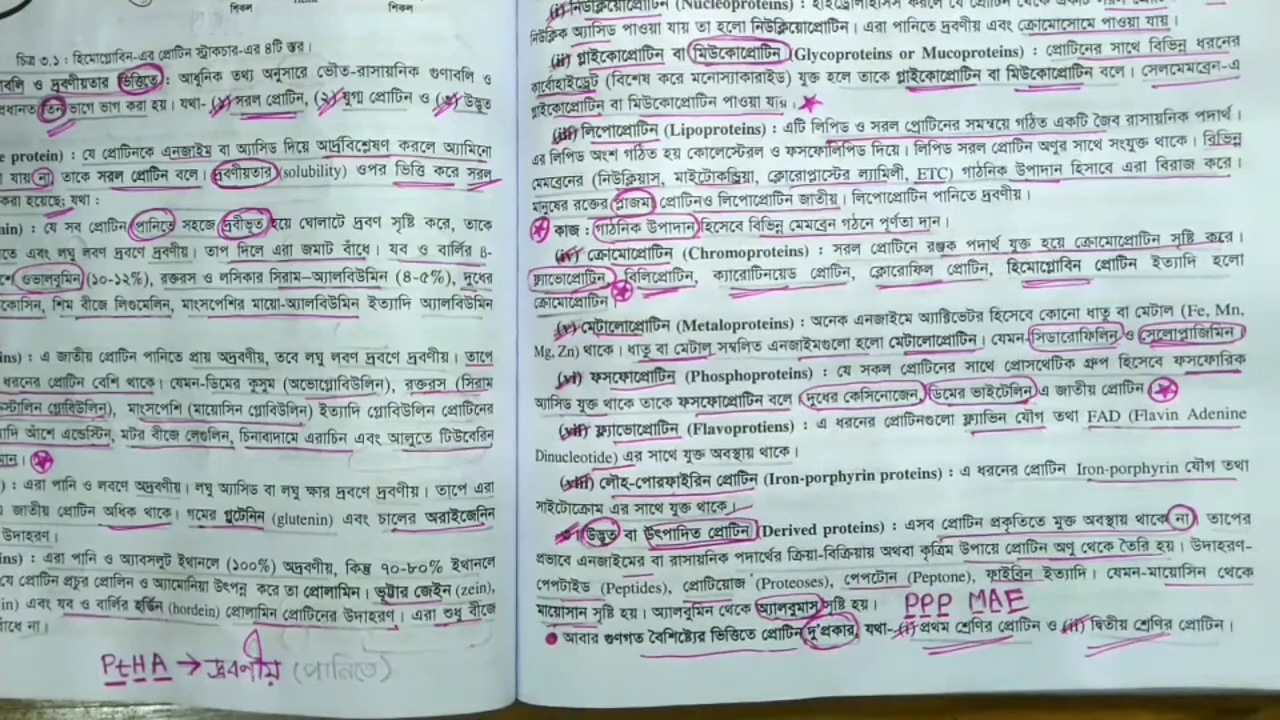 শিকল
শিকল
চিত্র ৩.১ : হিমোগ্লোবিন-এর প্রোটিন স্ট্রাকচার-এর ৪টি স্তর।
বলি ও দ্রবণীয়তার ভিত্তিতে : আধুনিক তথ্য অনুসারে ভৌত-রাসায়নিক গুণাবলি ও
তিন ভাগে ভাগ করা হয়। যথা- (১) সরল প্রোটিন, (২) যুগ্ম প্রোটিন ও (৩) উদ্ভূত
protein) : যে প্রোটিনকে এনজাইম বা অ্যাসিড দিয়ে আর্দ্রবিশ্লেষণ করলে অ্যামিনো
যায় না তাকে সরল প্রোটিন বলে। দ্রবণীয়তার (solubility) ওপর ভিত্তি করে সরল
করা হয়েছে; যথা :
যে সব প্রোটিন পানিতে সহজে দ্রবীভূত হয়ে ঘোলাটে দ্রবণ সৃষ্টি করে, তাকে
তে এবং লঘু লবণ দ্রবণে দ্রবণীয়। তাপ দিলে এরা জমাট বাঁধে। যব ও বার্লির β-
ওভালবুমিন (১০-১২%), রক্তরস ও লসিকার সিরাম-অ্যালবিউমিন (৪-৫%), দুধের
কোসিন, শিম বীজে লিগুমেলিন, মাংসপেশির মায়ো-অ্যালবিউমিন ইত্যাদি অ্যালবিউমিন
ins) : এ জাতীয় প্রোটিন পানিতে প্রায় অদ্রবণীয়, তবে লঘু লবণ দ্রবণে দ্রবণীয়। তাপে
ধরনের প্রোটিন বেশি থাকে। যেমন-ডিমের কুসুম (অভোগ্লোবিউলিন), রক্তরস (সিরাম
গ্লোবিউলিন), মাংসপেশি (মায়োসিন গ্লোবিউলিন) ইত্যাদি গ্লোবিউলিন প্রোটিনের
আঁশে এডেস্টিন, মটর বীজে লেগুলিন, চিনাবাদামে এরাচিন এবং আলুতে টিউবেরিন
) : এরা পানি ও লবণে অদ্রবণীয়। লঘু অ্যাসিড বা লঘু ক্ষার দ্রবণে দ্রবণীয়। তাপে এরা
জাতীয় প্রোটিন অধিক থাকে। গমের গ্লুটেনিন (glutenin) এবং চালের অরাইজেনিন
উদাহরণ।
ins) : এরা পানি ও অ্যাবসলুট ইথানলে (১০০%) অদ্রবণীয়, কিন্তু ৭০-৮০% ইথানলে
যে প্রোটিন প্রচুর প্রোলিন ও অ্যামোনিয়া উৎপন্ন করে তা প্রোলামিন। ভুট্টার জেইন (zein),
in) এবং যব ও বার্লির হর্ডিন (hordein) প্রোলামিন প্রোটিনের উদাহরণ। এরা শুধু বীজে
বাঁধে না।
PtHA → দ্রবণীয় (পানিতে)
(i) নিউক্লিয়োপ্রোটিন (Nucleoproteins) :
নিউক্লিক অ্যাসিড পাওয়া যায় তা হলো নিউক্লিয়োপ্রোটিন। এরা পানিতে দ্রবণীয় এবং ক্রোমোসোমে পাওয়া যায়।
(ii) গ্লাইকোপ্রোটিন বা মিউকোপ্রোটিন (Glycoproteins or Mucoproteins) : প্রোটিনের সাথে বিভিন্ন ধরনের
কার্বোহাইড্রেট (বিশেষ করে মনোস্যাকারাইড) যুক্ত হলে তাকে গ্লাইকোপ্রোটিন বা মিউকোপ্রোটিন বলে। সেলমেমব্রেন-এ
গ্লাইকোপ্রোটিন বা মিউকোপ্রোটিন পাওয়া যায়।
(iii) লিপোপ্রোটিন (Lipoproteins) : এটি লিপিড ও সরল প্রোটিনের সমন্বয়ে গঠিত একটি জৈব রাসায়নিক পদার্থ।
এর লিপিড অংশ গঠিত হয় কোলেস্টেরল ও ফসফোলিপিড দিয়ে। লিপিড সরল প্রোটিন অণুর সাথে সংযুক্ত থাকে। বিভিন্ন
মেমব্রেনের (নিউক্লিয়াস, মাইটোকন্ড্রিয়া, ক্লোরোপ্লাস্টের ল্যামিলী, ETC) গাঠনিক উপাদান হিসাবে এরা বিরাজ করে।
মানুষের রক্তের প্লাজমা প্রোটিনও লিপোপ্রোটিন জাতীয়। লিপোপ্রোটিন পানিতে দ্রবণীয়।
কাজ : গাঠনিক উপাদান হিসেবে বিভিন্ন মেমব্রেন গঠনে পূর্ণতা দান।
(iv) ক্রোমোপ্রোটিন (Chromoproteins) : সরল প্রোটিনে রঞ্জক পদার্থ যুক্ত হয়ে ক্রোমোপ্রোটিন সৃষ্টি করে।
ফ্ল্যাভোপ্রোটিন, বিলিপ্রোটিন, ক্যারোটিনয়েড প্রোটিন, ক্লোরোফিল প্রোটিন, হিমোগ্লোবিন প্রোটিন ইত্যাদি হলো
ক্রোমোপ্রোটিন
(v) মেটালোপ্রোটিন (Metaloproteins) : অনেক এনজাইমে অ্যাক্টিভেটর হিসেবে কোনো ধাতু বা মেটাল (Fe, Mn,
Mg, Zn) থাকে। ধাতু বা মেটাল সম্বলিত এনজাইমগুলো হলো মেটালোপ্রোটিন। যেমন-সিডারোফিলিন ও সেলোপ্লাজমিন।
(vi) ফসফোপ্রোটিন (Phosphoproteins) : যে সকল প্রোটিনের সাথে প্রোসথেটিক গ্রুপ হিসেবে ফসফোরিক
অ্যাসিড যুক্ত থাকে তাকে ফসফোপ্রোটিন বলে। দুধের কেসিনোজেন, ডিমের ভাইটেলিন এ জাতীয় প্রোটিন
(vii) ফ্ল্যাভোপ্রোটিন (Flavoprotiens) : এ ধরনের প্রোটিনগুলো ফ্ল্যাভিন যৌগ তথা FAD (Flavin Adenine
Dinucleotide) এর সাথে যুক্ত অবস্থায় থাকে।
(viii) লৌহ-পোরফাইরিন প্রোটিন (Iron-porphyrin proteins) : এ ধরনের প্রোটিন Iron-porphyrin যৌগ তথা
সাইটোক্রোম এর সাথে যুক্ত থাকে।
উদ্ভূত বা উৎপাদিত প্রোটিন (Derived proteins) : এসব প্রোটিন প্রকৃতিতে মুক্ত অবস্থায় থাকে না। তাপের
প্রভাবে এনজাইমের বা রাসায়নিক পদার্থের ক্রিয়া-বিক্রিয়ায় অথবা কৃত্রিম উপায়ে প্রোটিন অণু থেকে তৈরি হয়। উদাহরণ-
পেপটাইড (Peptides), প্রোটিয়োজ (Proteoses), পেপটোন (Peptone), ফাইব্রিন ইত্যাদি। যেমন-মায়োসিন থেকে
মায়োসান সৃষ্টি হয়। অ্যালবুমিন থেকে অ্যালবুমাস সৃষ্টি হয়। PPP MAF
আবার গুণগত বৈশিষ্ট্যের ভিত্তিতে প্রোটিন দু'প্রকার, যথা-(i) প্রথম শ্রেণির প্রোটিন ও (ii) দ্বিতীয় শ্রেণির প্রোটিন।